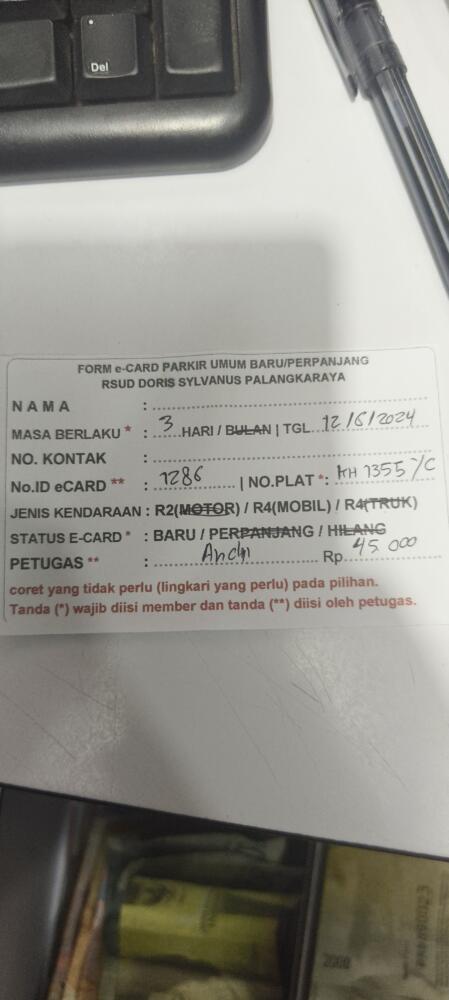 Del
FORM e-CARD PARKIR UMUM BARU/PERPANJANG
RSUD DORIS SYLVANUS PALANGKARAYA
NAMA :
MASA BERLAKU * : 3 HARI / BULAN | TGL. 12/6/2024
NO. KONTAK :
No.ID eCARD ** : 1286 | NO.PLAT *: KH 1355 YC
JENIS KENDARAAN : R2(MOTOR) / R4(MOBIL) / R4(TRUK)
STATUS E-CARD * : BARU / PERPANJANG / HILANG
PETUGAS ** : Andri Rp. 45 000
coret yang tidak perlu (lingkari yang perlu) pada pilihan.
Tanda (*) wajib diisi member dan tanda (**) diisi oleh petugas.